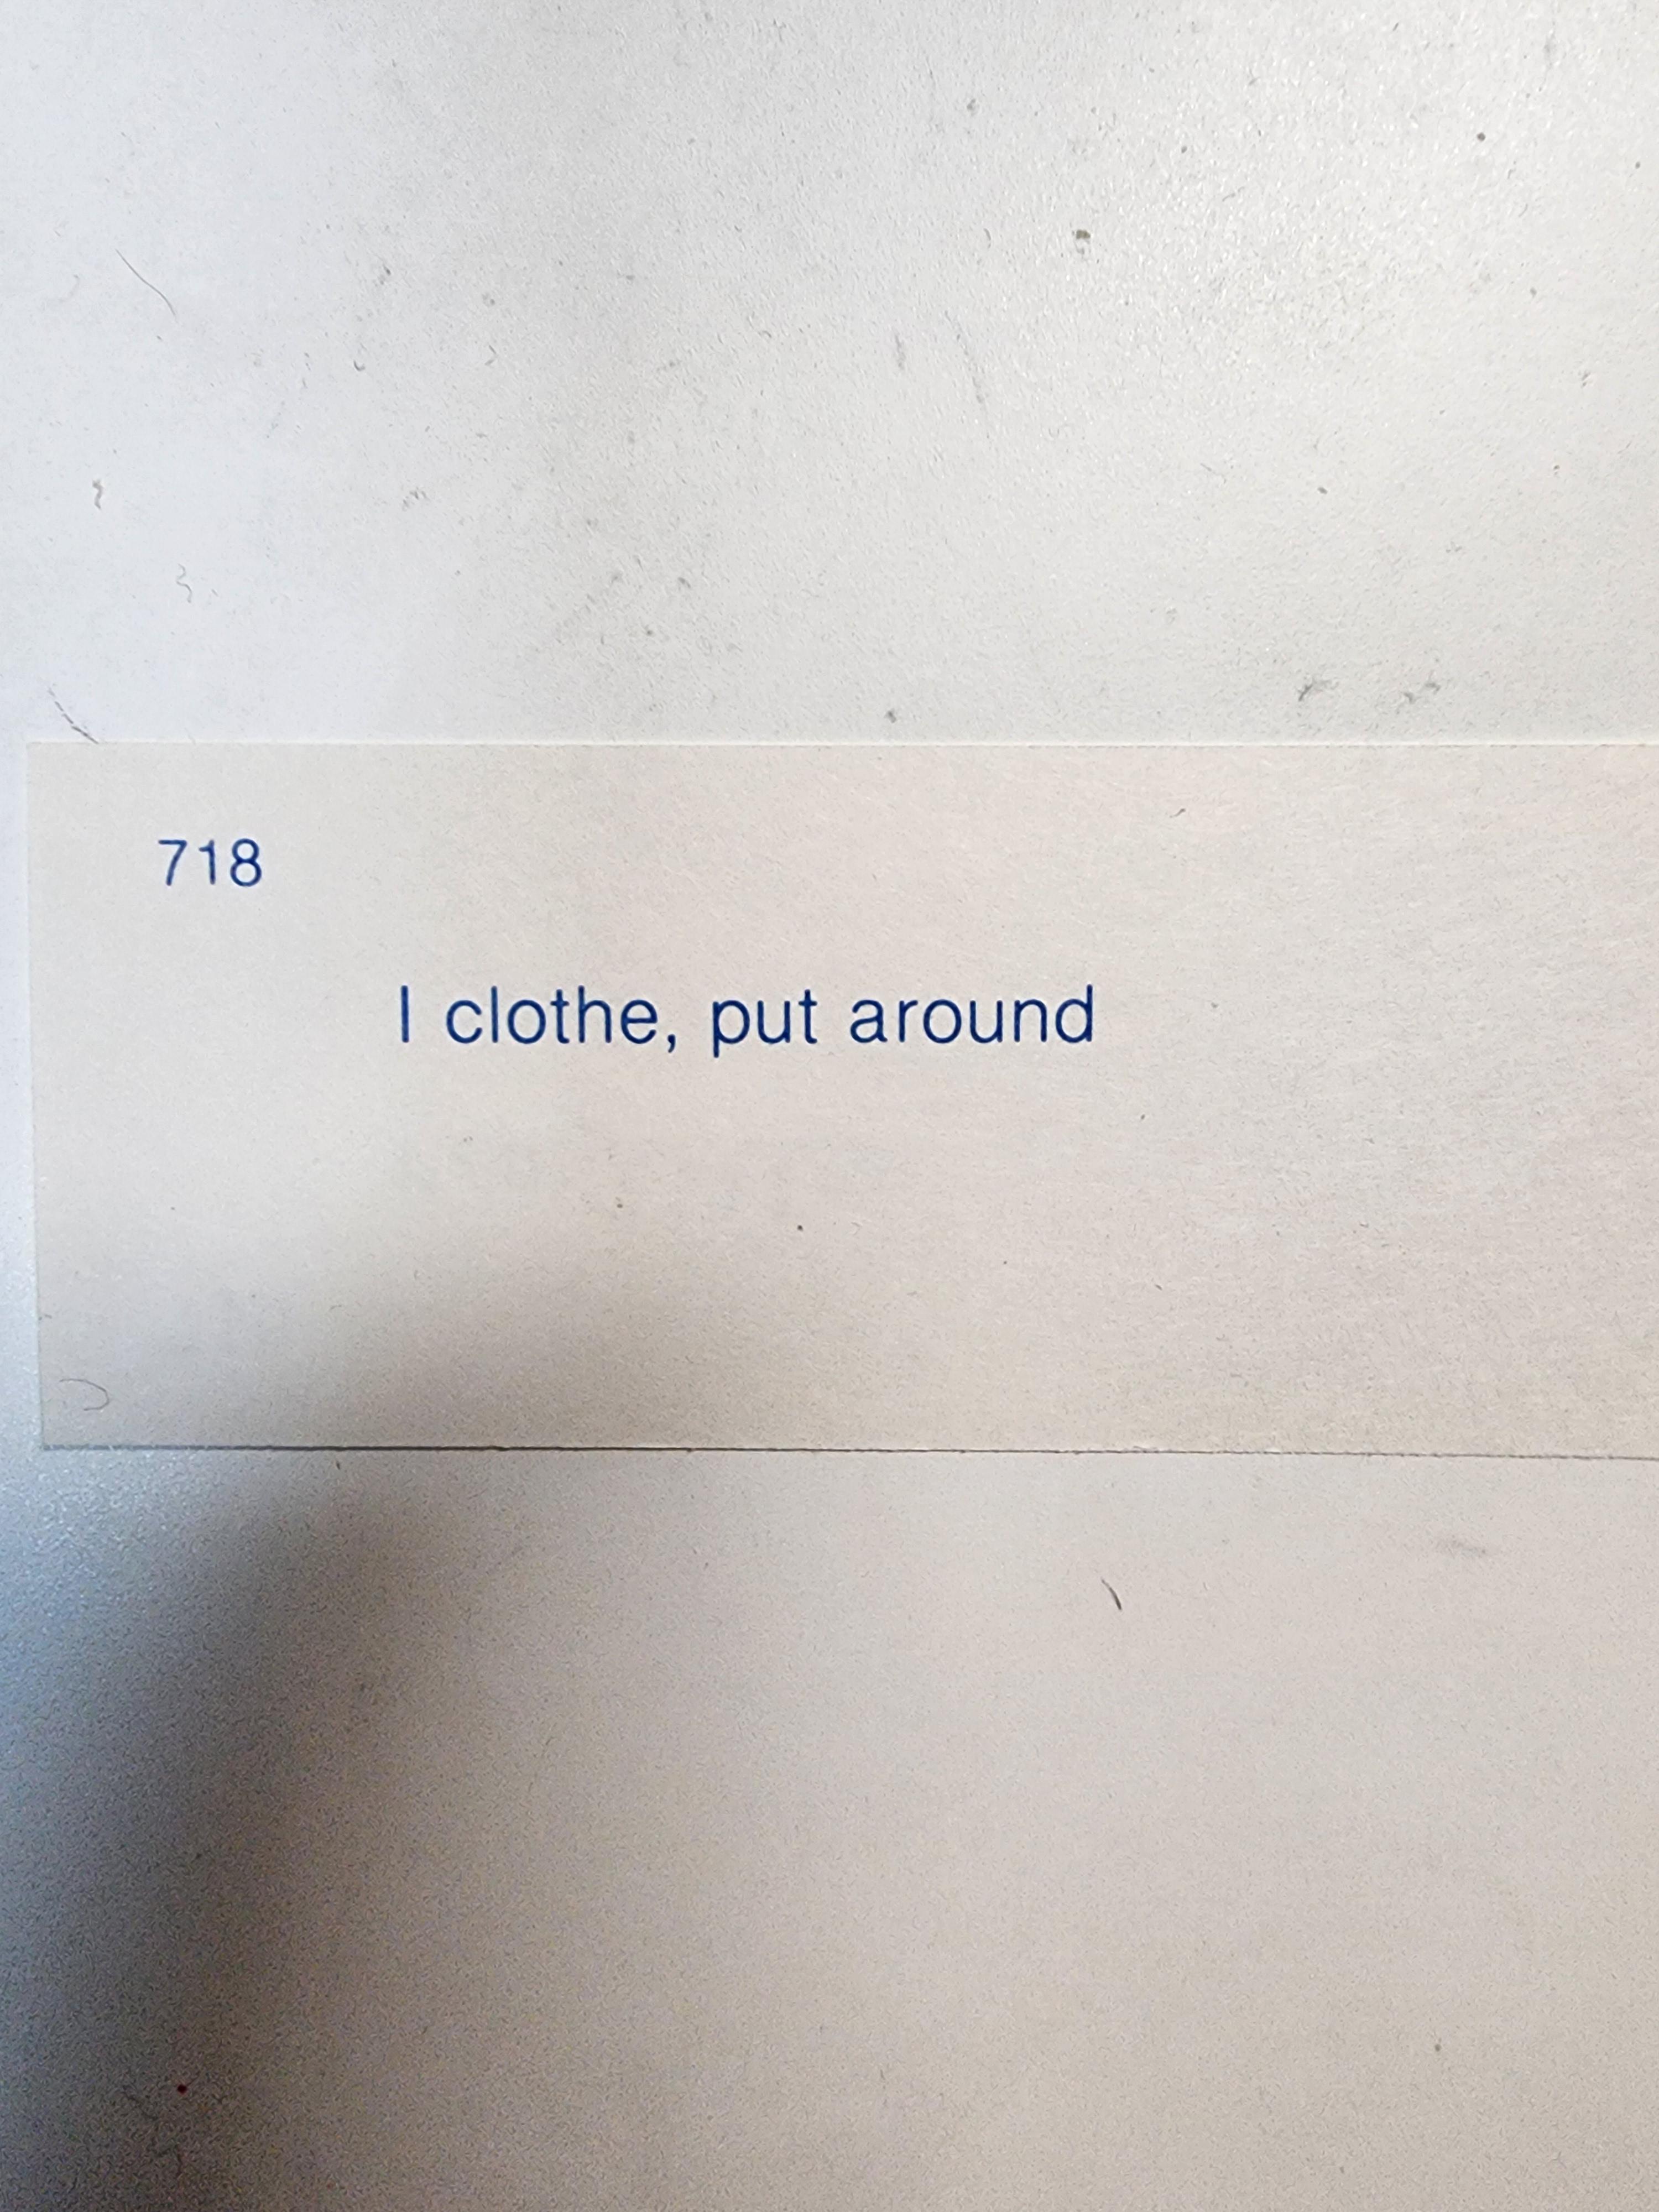 718
I clothe, put around